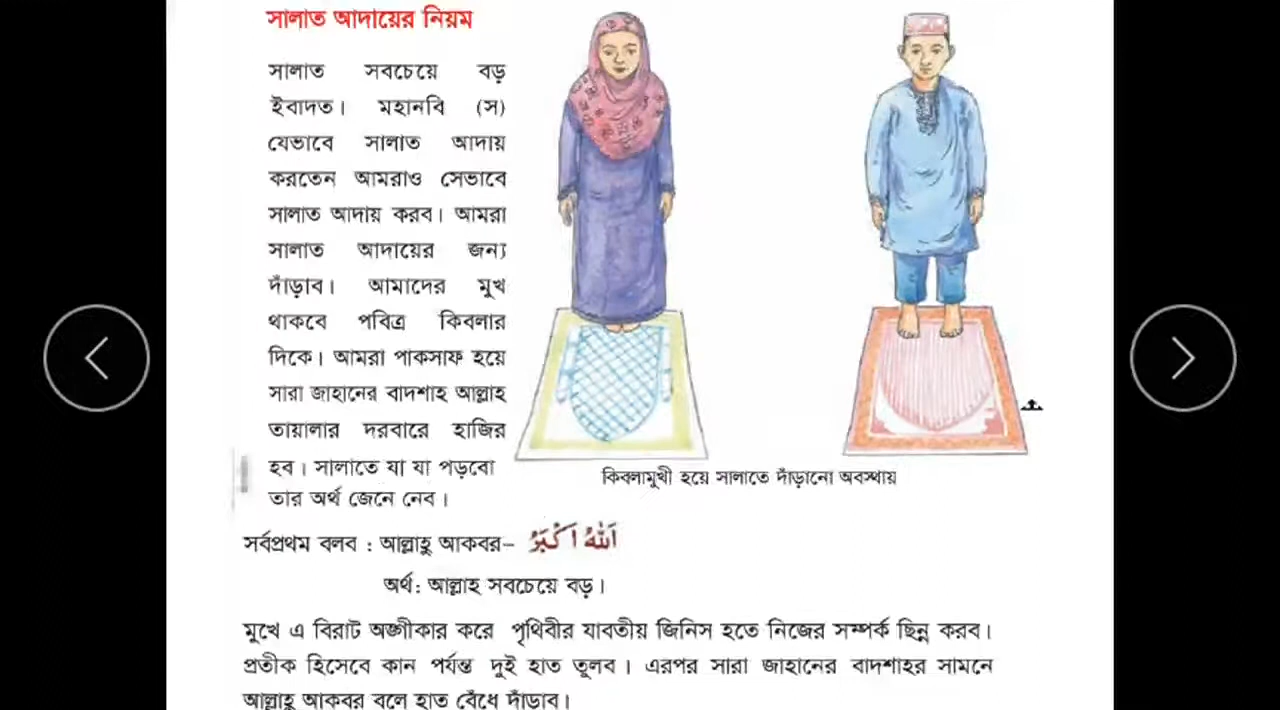 সালাত আদায়ের নিয়ম
সালাত সবচেয়ে বড়
ইবাদত। মহানবি (স)
যেভাবে সালাত আদায়
করতেন আমরাও সেভাবে
সালাত আদায় করব। আমরা
সালাত আদায়ের জন্য
দাঁড়াব। আমাদের মুখ
থাকবে পবিত্র কিবলার
দিকে। আমরা পাকসাফ হয়ে
সারা জাহানের বাদশাহ আল্লাহ
তায়ালার দরবারে হাজির
হব। সালাতে যা যা পড়বো
তার অর্থ জেনে নেব।
কিবলামুখী হয়ে সালাতে দাঁড়ানো অবস্থায়
সর্বপ্রথম বলব : আল্লাহু আকবর– اَللّٰهُ اَكْبَرُ
অর্থ: আল্লাহ সবচেয়ে বড়।
মুখে এ বিরাট অঙ্গীকার করে পৃথিবীর যাবতীয় জিনিস হতে নিজের সম্পর্ক ছিন্ন করব।
প্রতীক হিসেবে কান পর্যন্ত দুই হাত তুলব। এরপর সারা জাহানের বাদশাহর সামনে
আল্লাহু আকবর বলে হাত বেঁধে দাঁড়াব।